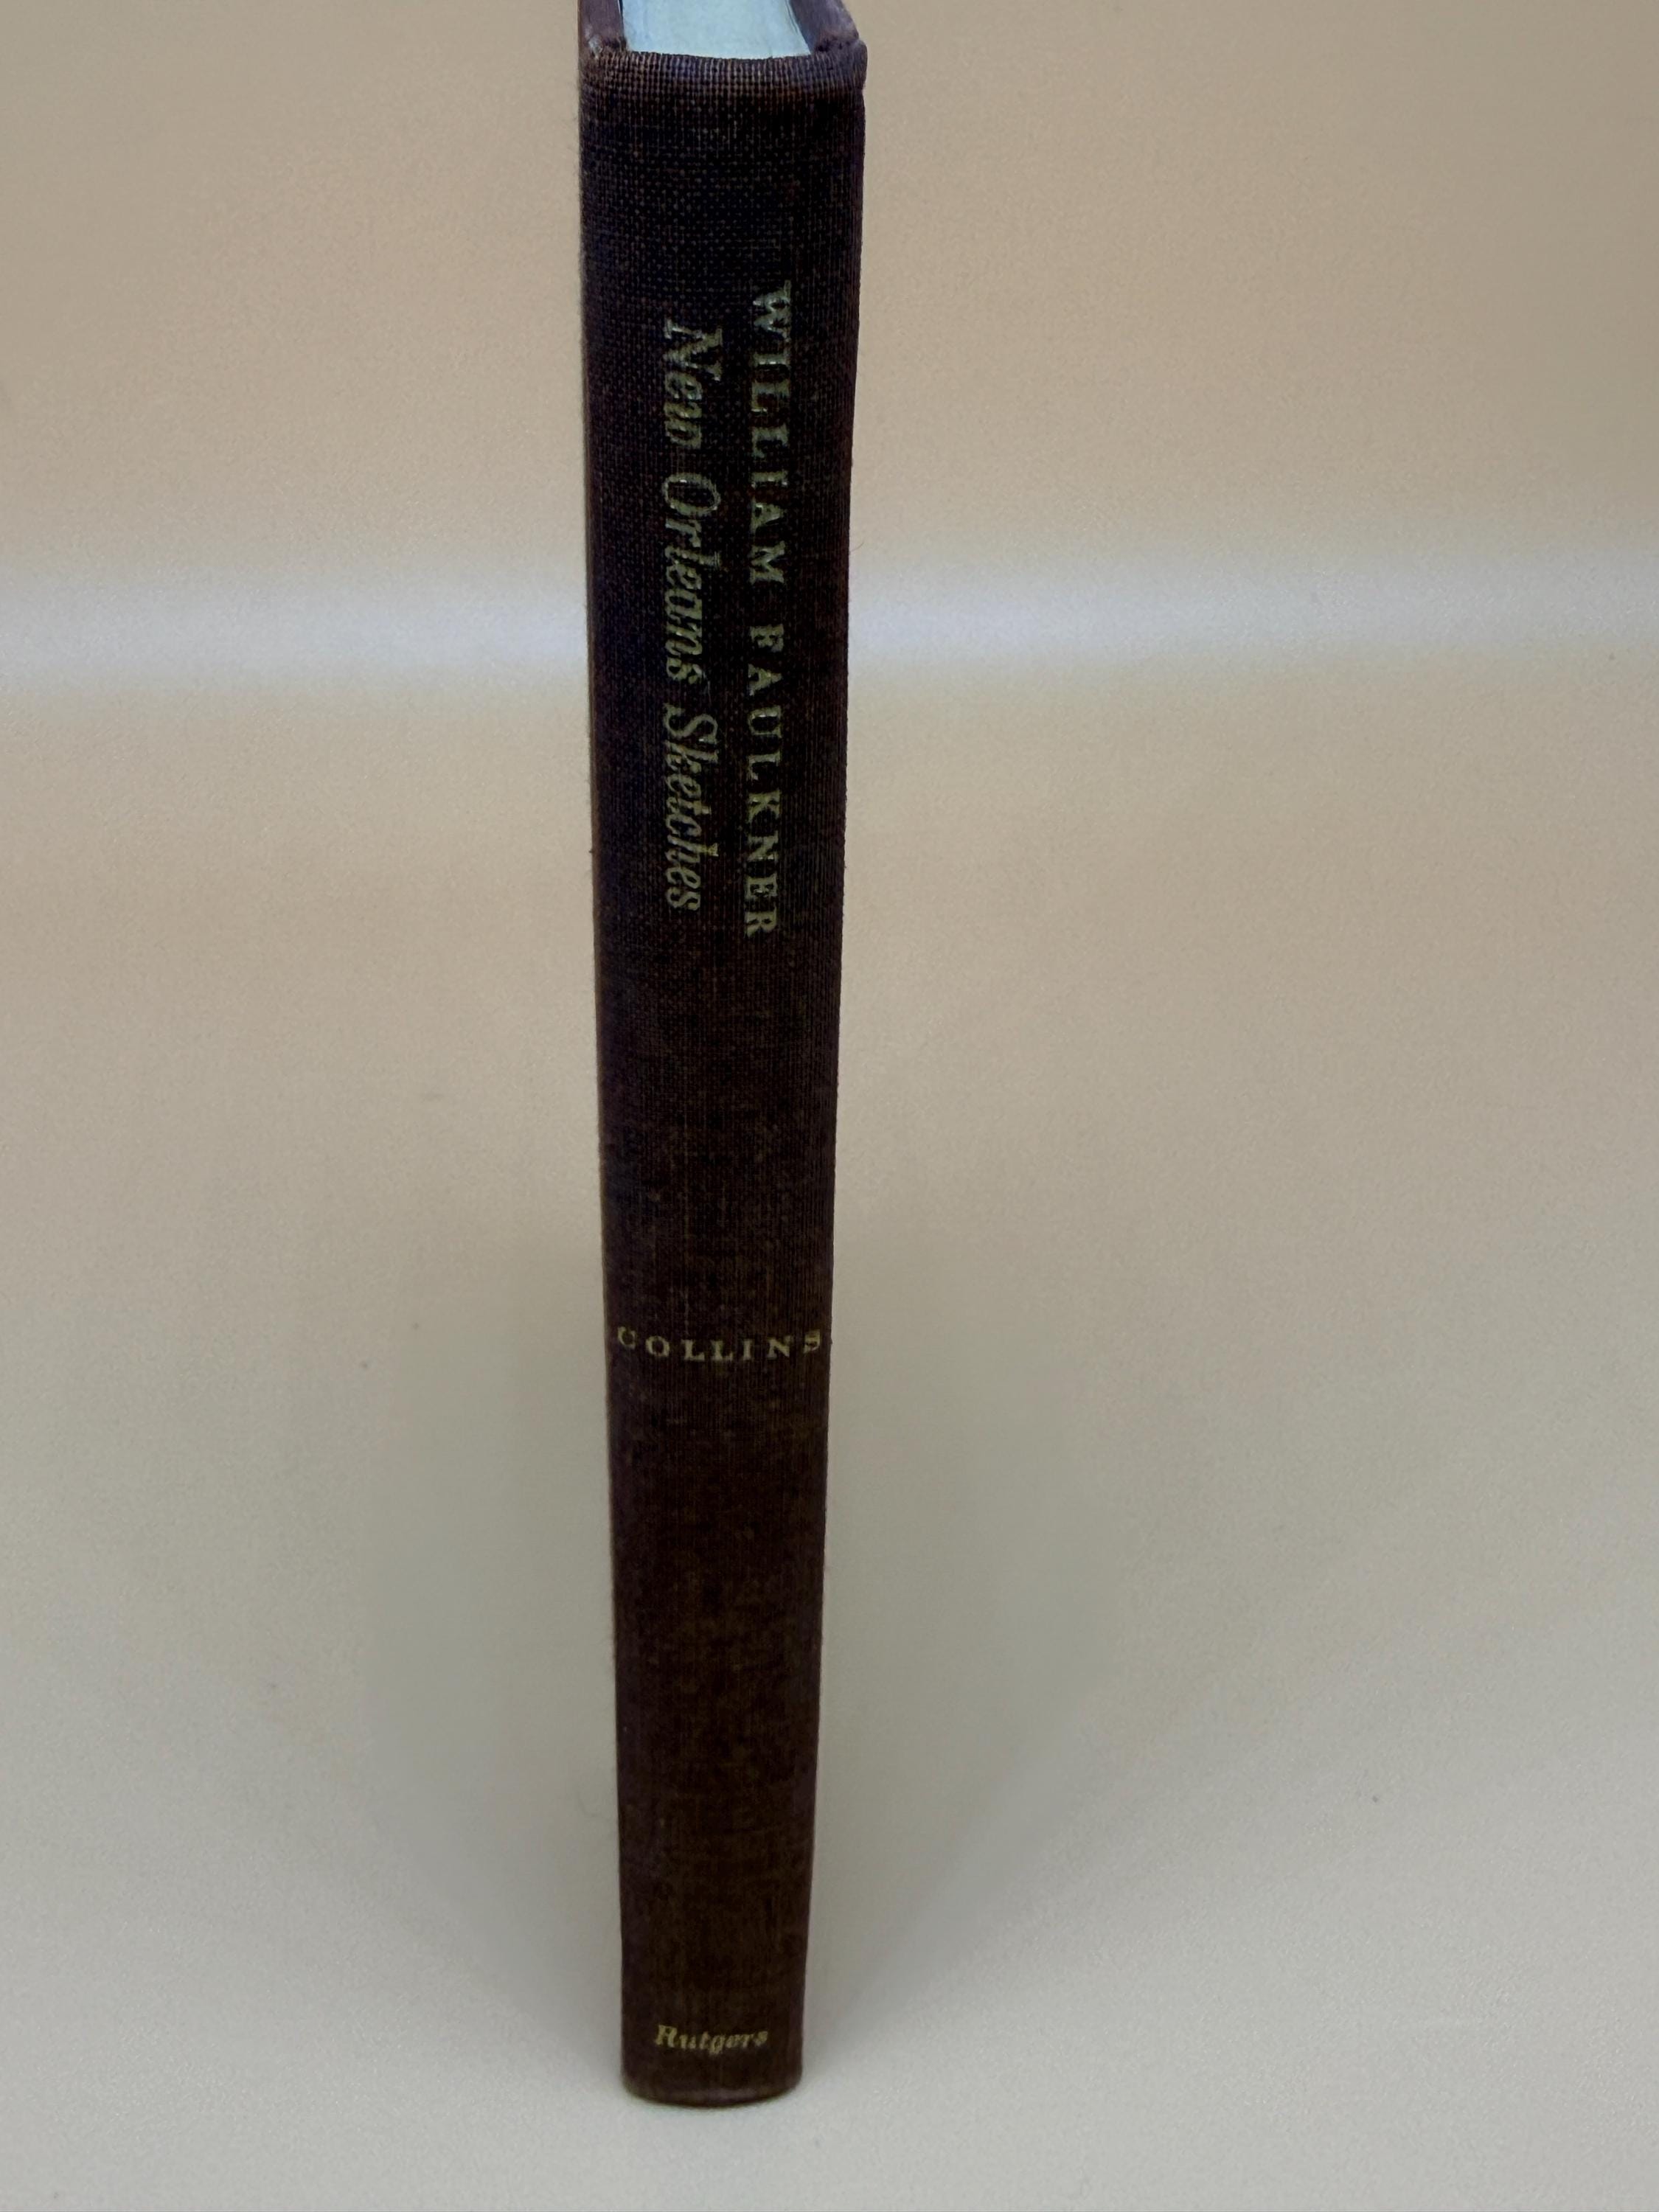 WILLIAM FAULKNER
New Orleans Sketches
COLLINS
Rutgers